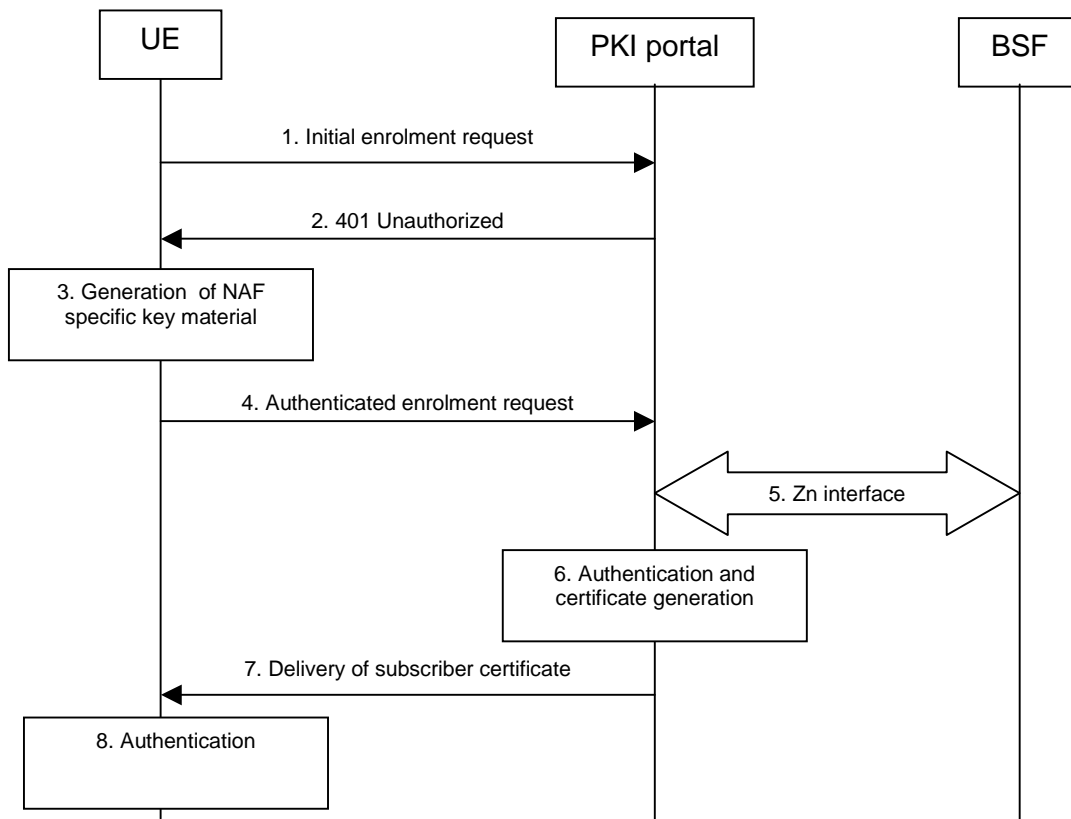 UE
PKI portal
BSF
1. Initial enrolment request
2. 401 Unauthorized
3. Generation of NAF
specific key material
4. Authenticated enrolment request
5. Zn interface
6. Authentication and
certificate generation
7. Delivery of subscriber certificate
8. Authentication